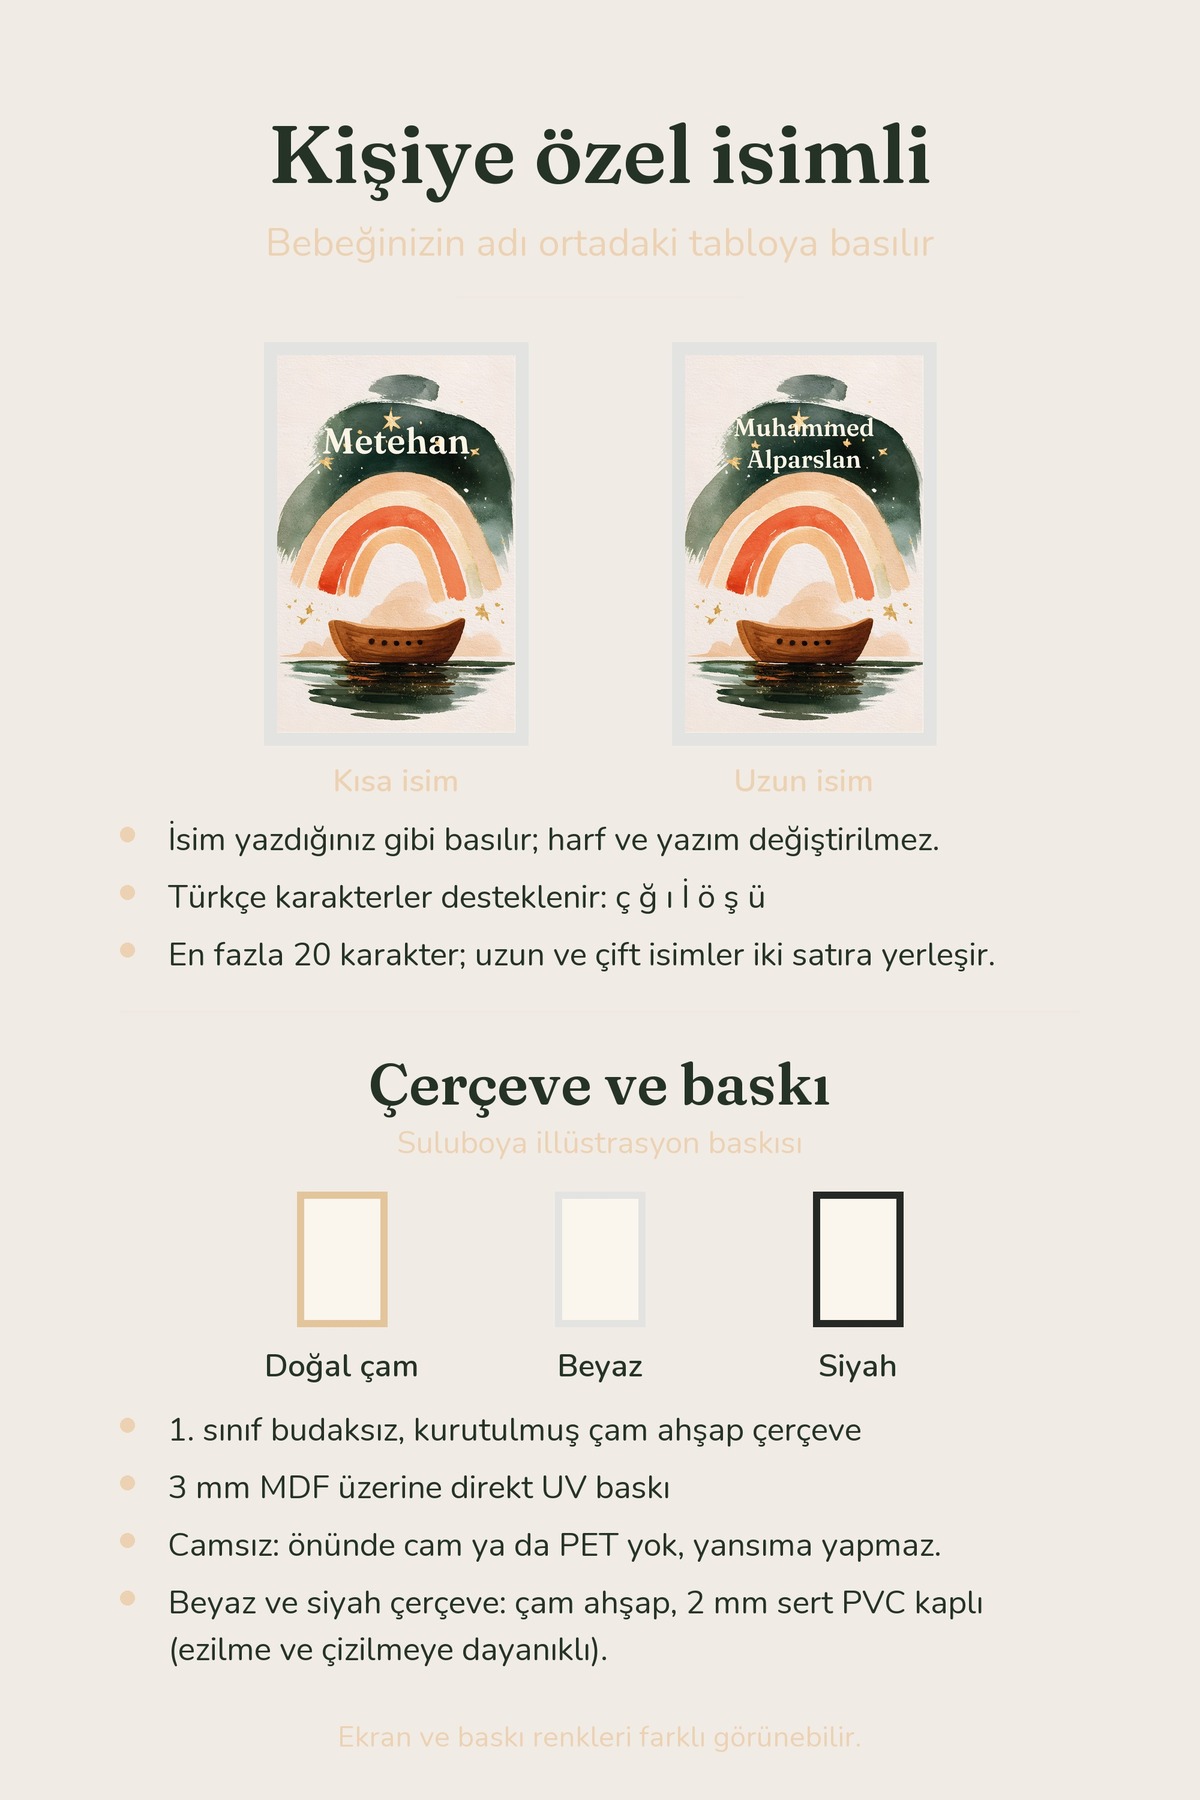 Kişiye özel isimli
Bebeğinizin adı ortadaki tabloya basılır
Metehan
Muhammed
Alparslan
Kısa isim
Uzun isim
İsim yazdığınız gibi basılır; harf ve yazım değiştirilmez.
Türkçe karakterler desteklenir: ç ğ ı İ ö ş ü
En fazla 20 karakter; uzun ve çift isimler iki satıra yerleşir.
Çerçeve ve baskı
Suluboya illüstrasyon baskısı
Doğal çam
Beyaz
Siyah
1. sınıf budaksız, kurutulmuş çam ahşap çerçeve
3 mm MDF üzerine direkt UV baskı
Camsız: önünde cam ya da PET yok, yansıma yapmaz.
Beyaz ve siyah çerçeve: çam ahşap, 2 mm sert PVC kaplı
(ezilme ve çizilmeye dayanıklı).
Ekran ve baskı renkleri farklı görünebilir.